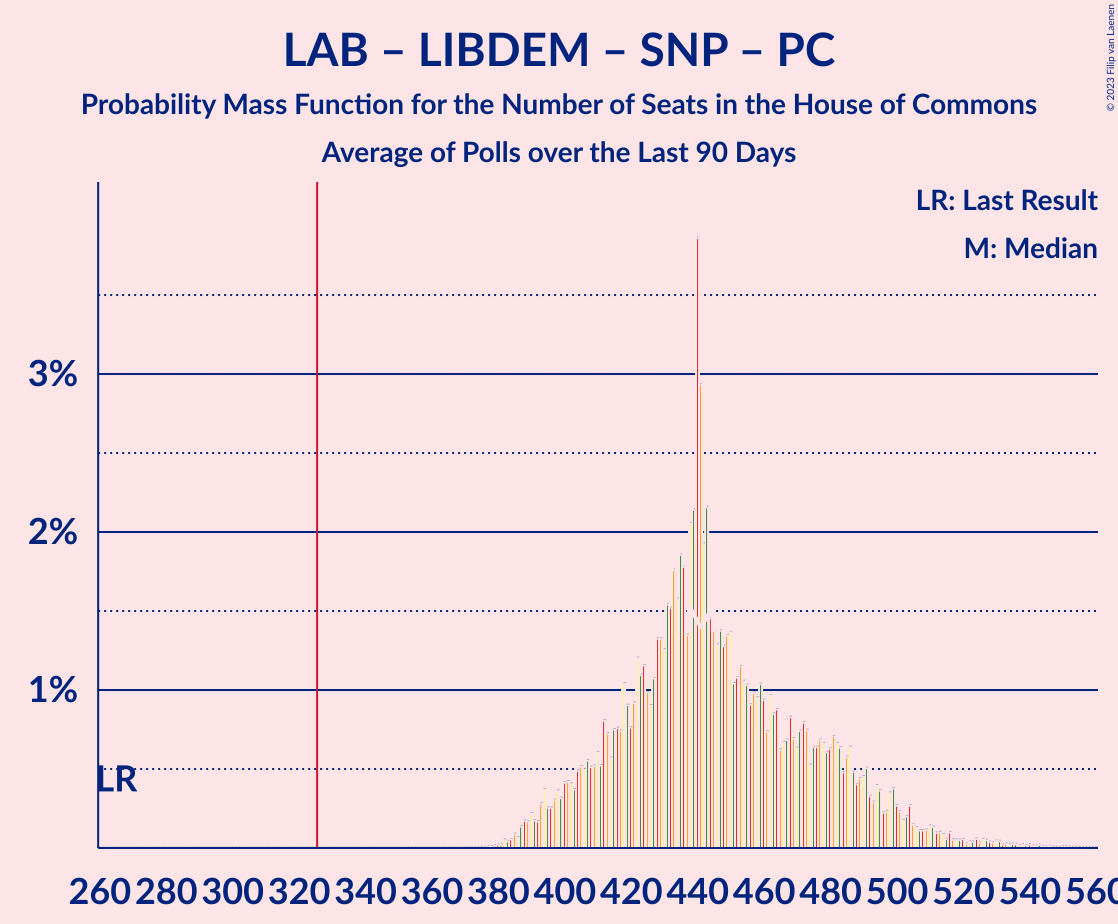 LAB – LIBDEM – SNP – PC
Probability Mass Function for the Number of Seats in the House of Commons
Average of Polls over the Last 90 Days
© 2023 Filip van Laenen
LR: Last Result
M: Median
3%
2%
1%
LR
260 280 300 320 340 360 380 400 420 440 460 480 500 520 540 560